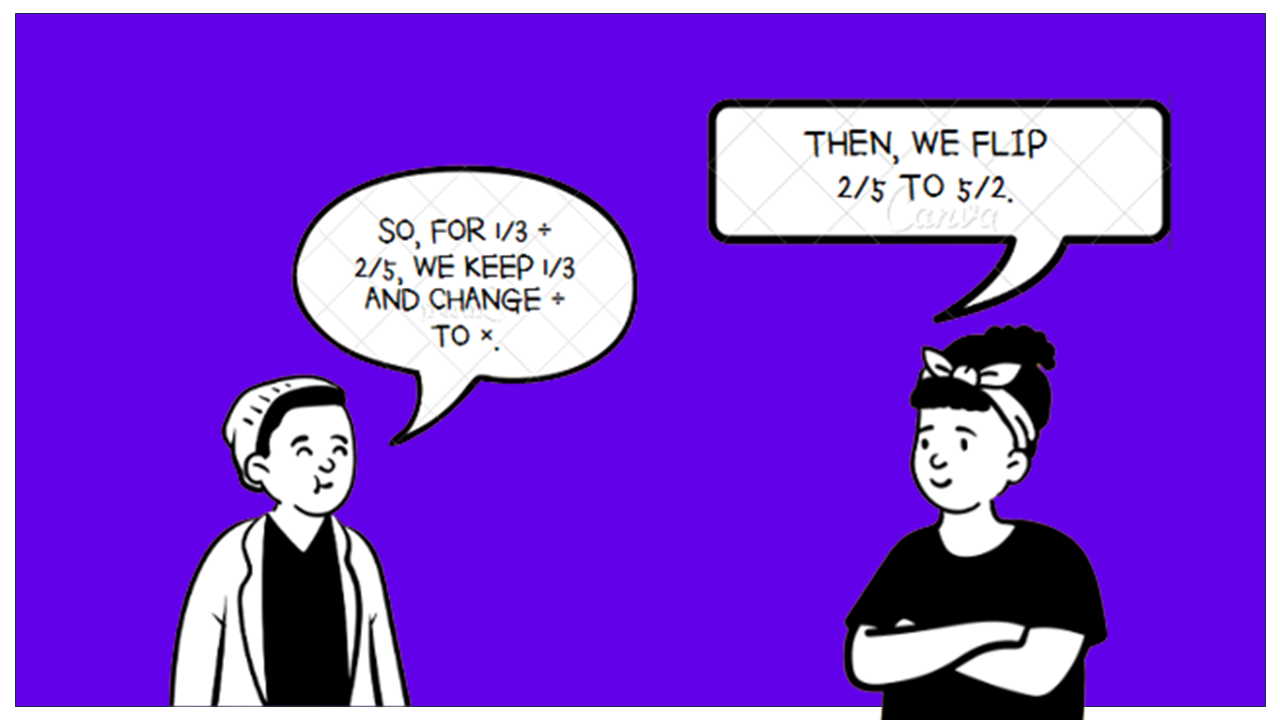 THEN, WE FLIP
2/5 TO 5/2.
SO, FOR 1/3 ÷
2/5, WE KEEP 1/3
AND CHANGE ÷
TO ×.
Canva